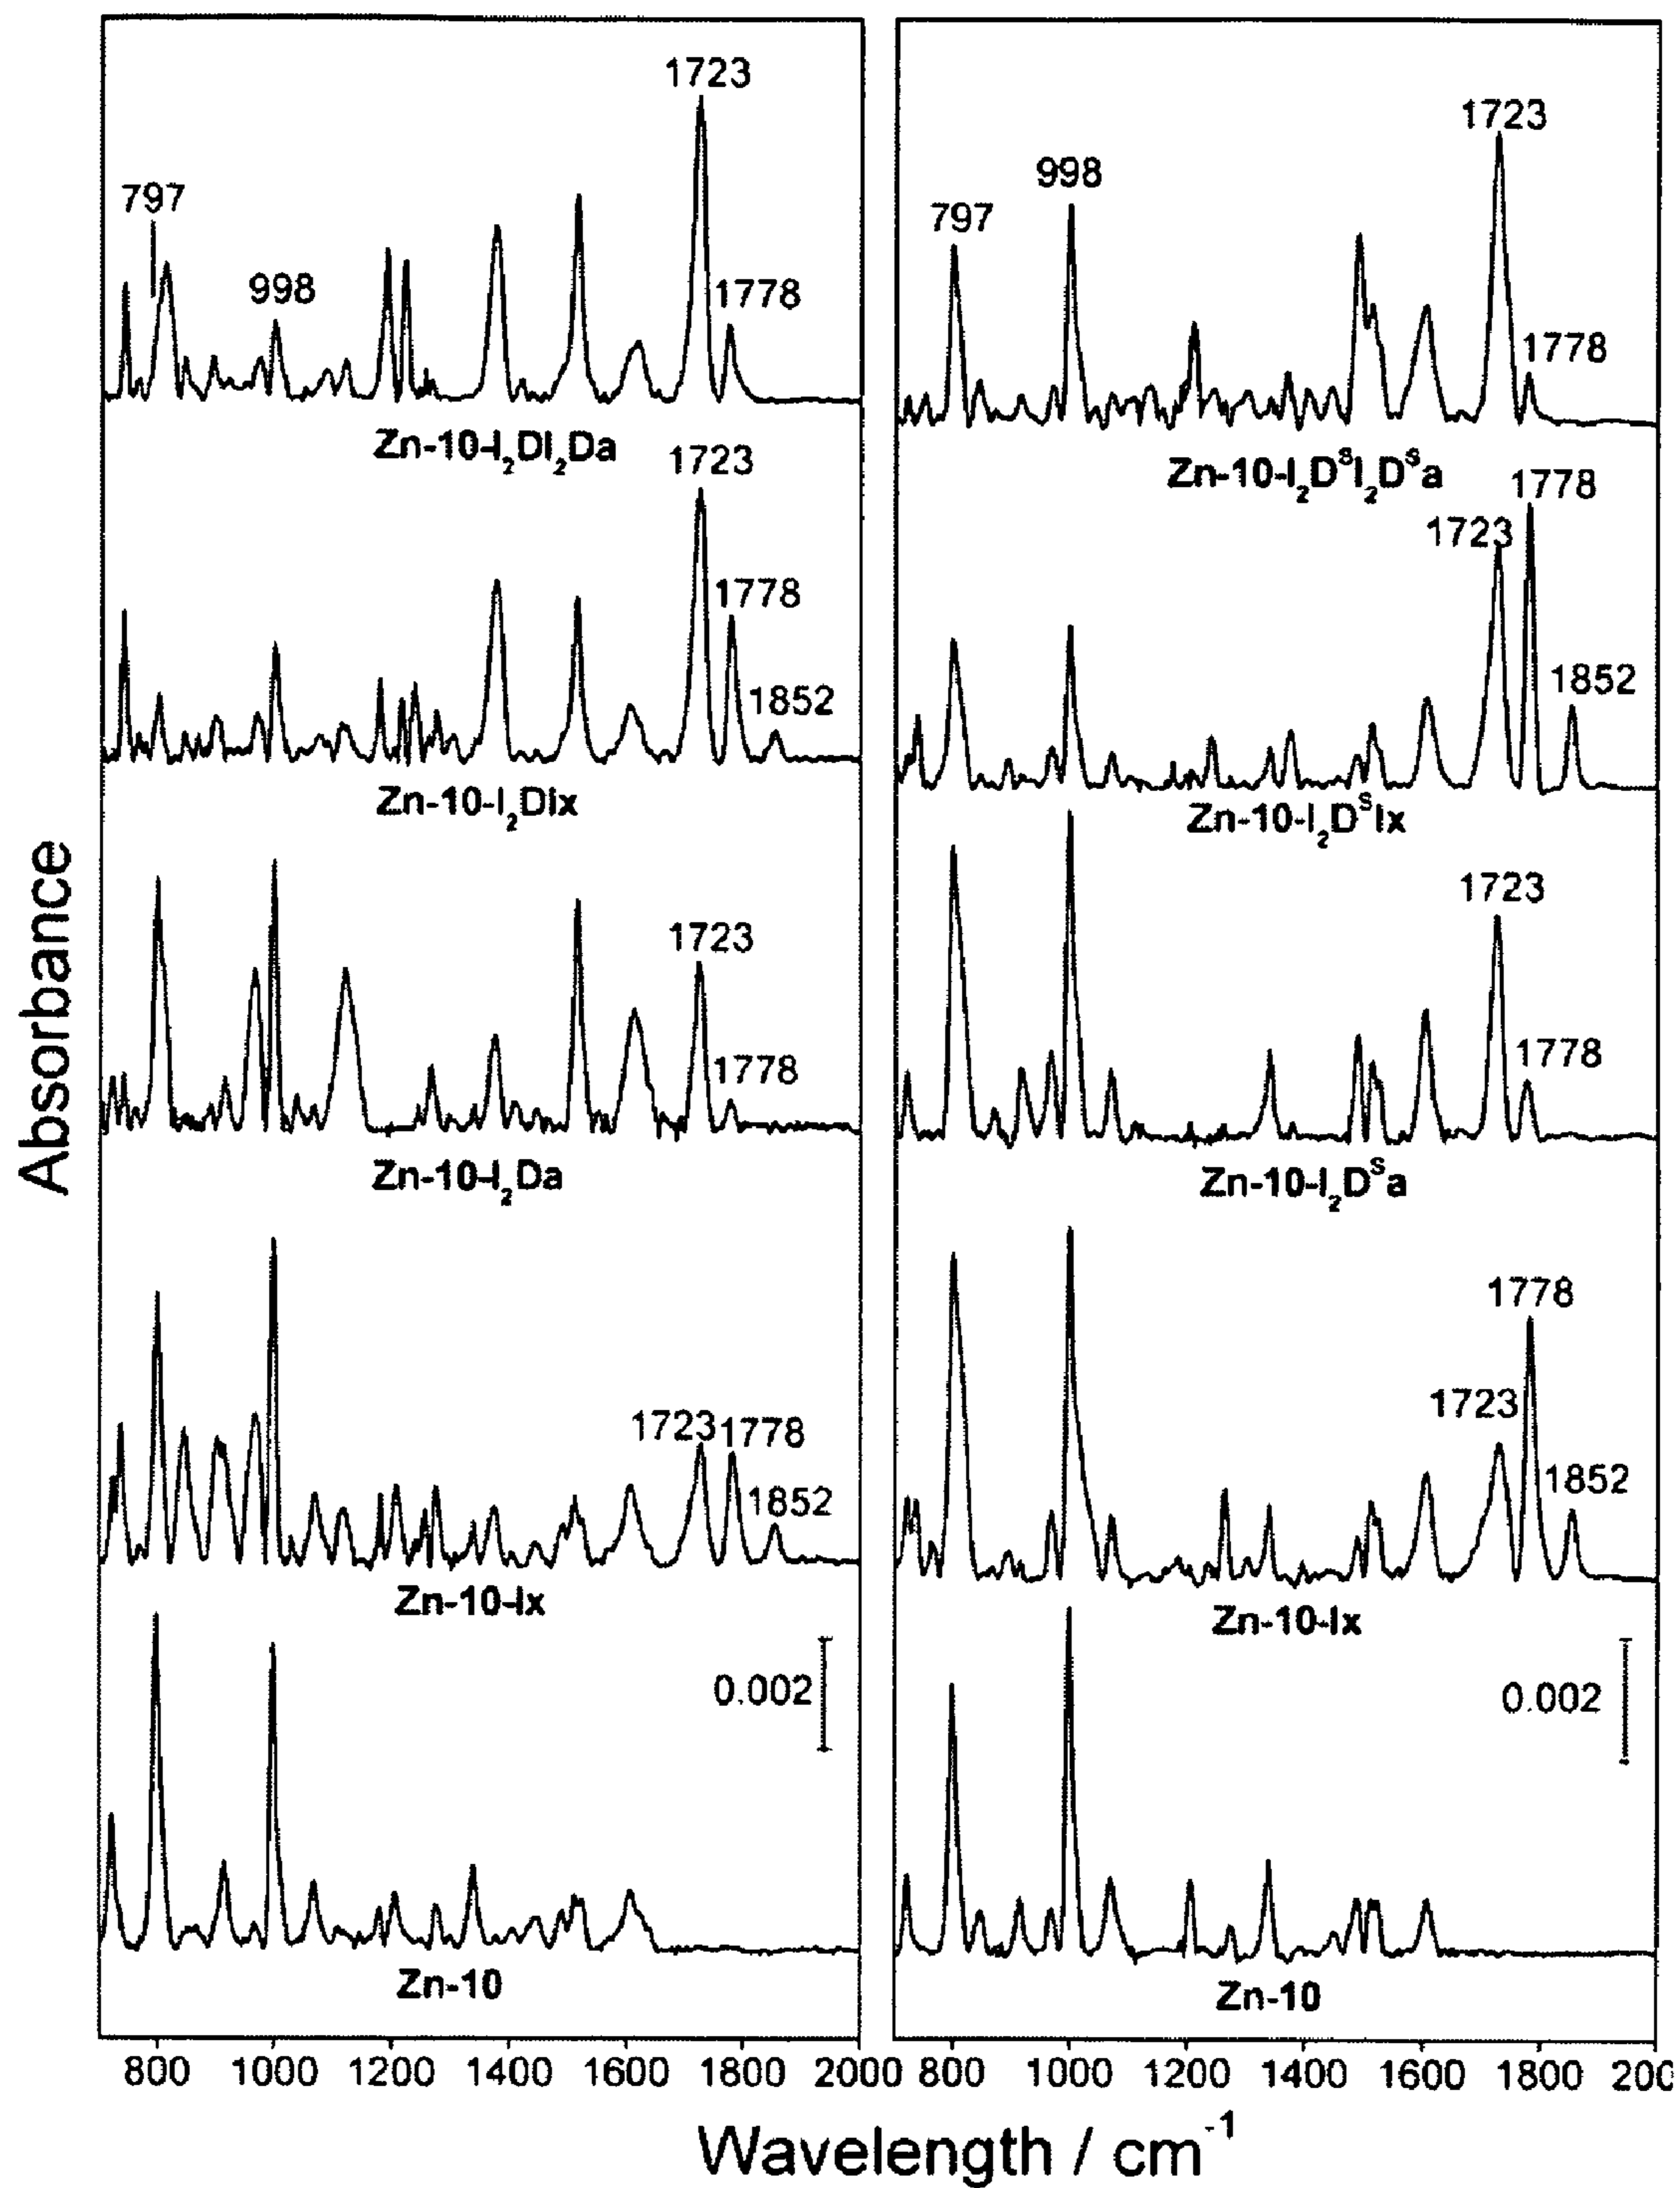 Absorbance
1723
797
998
1778
Zn-10-I₂DI₂Da
1723
1778
1852
Zn-10-I₂DIx
1723
1778
Zn-10-I₂Da
1723 1778
1852
Zn-10-Ix
0.002
Zn-10
800 1000 1200 1400 1600 1800 2000
1723
998
797
1778
Zn-10-I₂DˢI₂Dˢa
1778
1723
1852
Zn-10-I₂DˢIx
1723
1778
Zn-10-I₂Dˢa
1778
1723
1852
Zn-10-Ix
0.002
Zn-10
800 1000 1200 1400 1600 1800 200
Wavelength / cm⁻¹